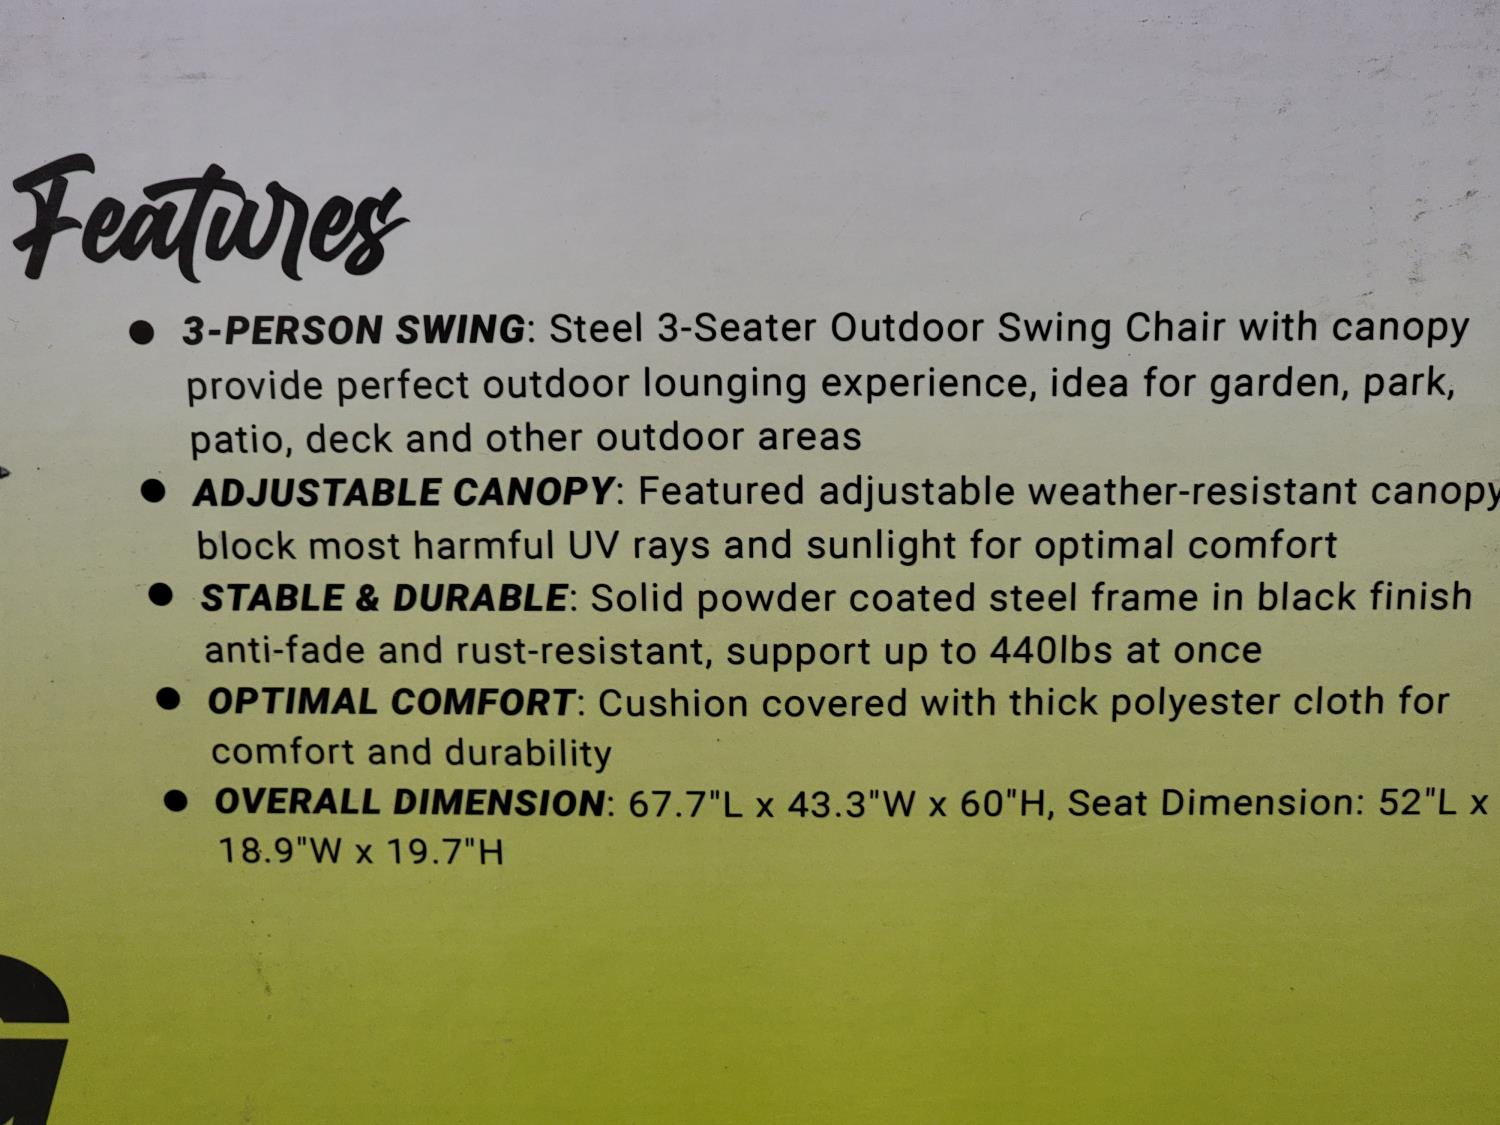 Features
● 3-PERSON SWING: Steel 3-Seater Outdoor Swing Chair with canopy
provide perfect outdoor lounging experience, idea for garden, park,
patio, deck and other outdoor areas
● ADJUSTABLE CANOPY: Featured adjustable weather-resistant canopy
block most harmful UV rays and sunlight for optimal comfort
● STABLE & DURABLE: Solid powder coated steel frame in black finish
anti-fade and rust-resistant, support up to 440lbs at once
● OPTIMAL COMFORT: Cushion covered with thick polyester cloth for
comfort and durability
● OVERALL DIMENSION: 67.7"L x 43.3"W x 60"H, Seat Dimension: 52"L x
18.9"W x 19.7"H